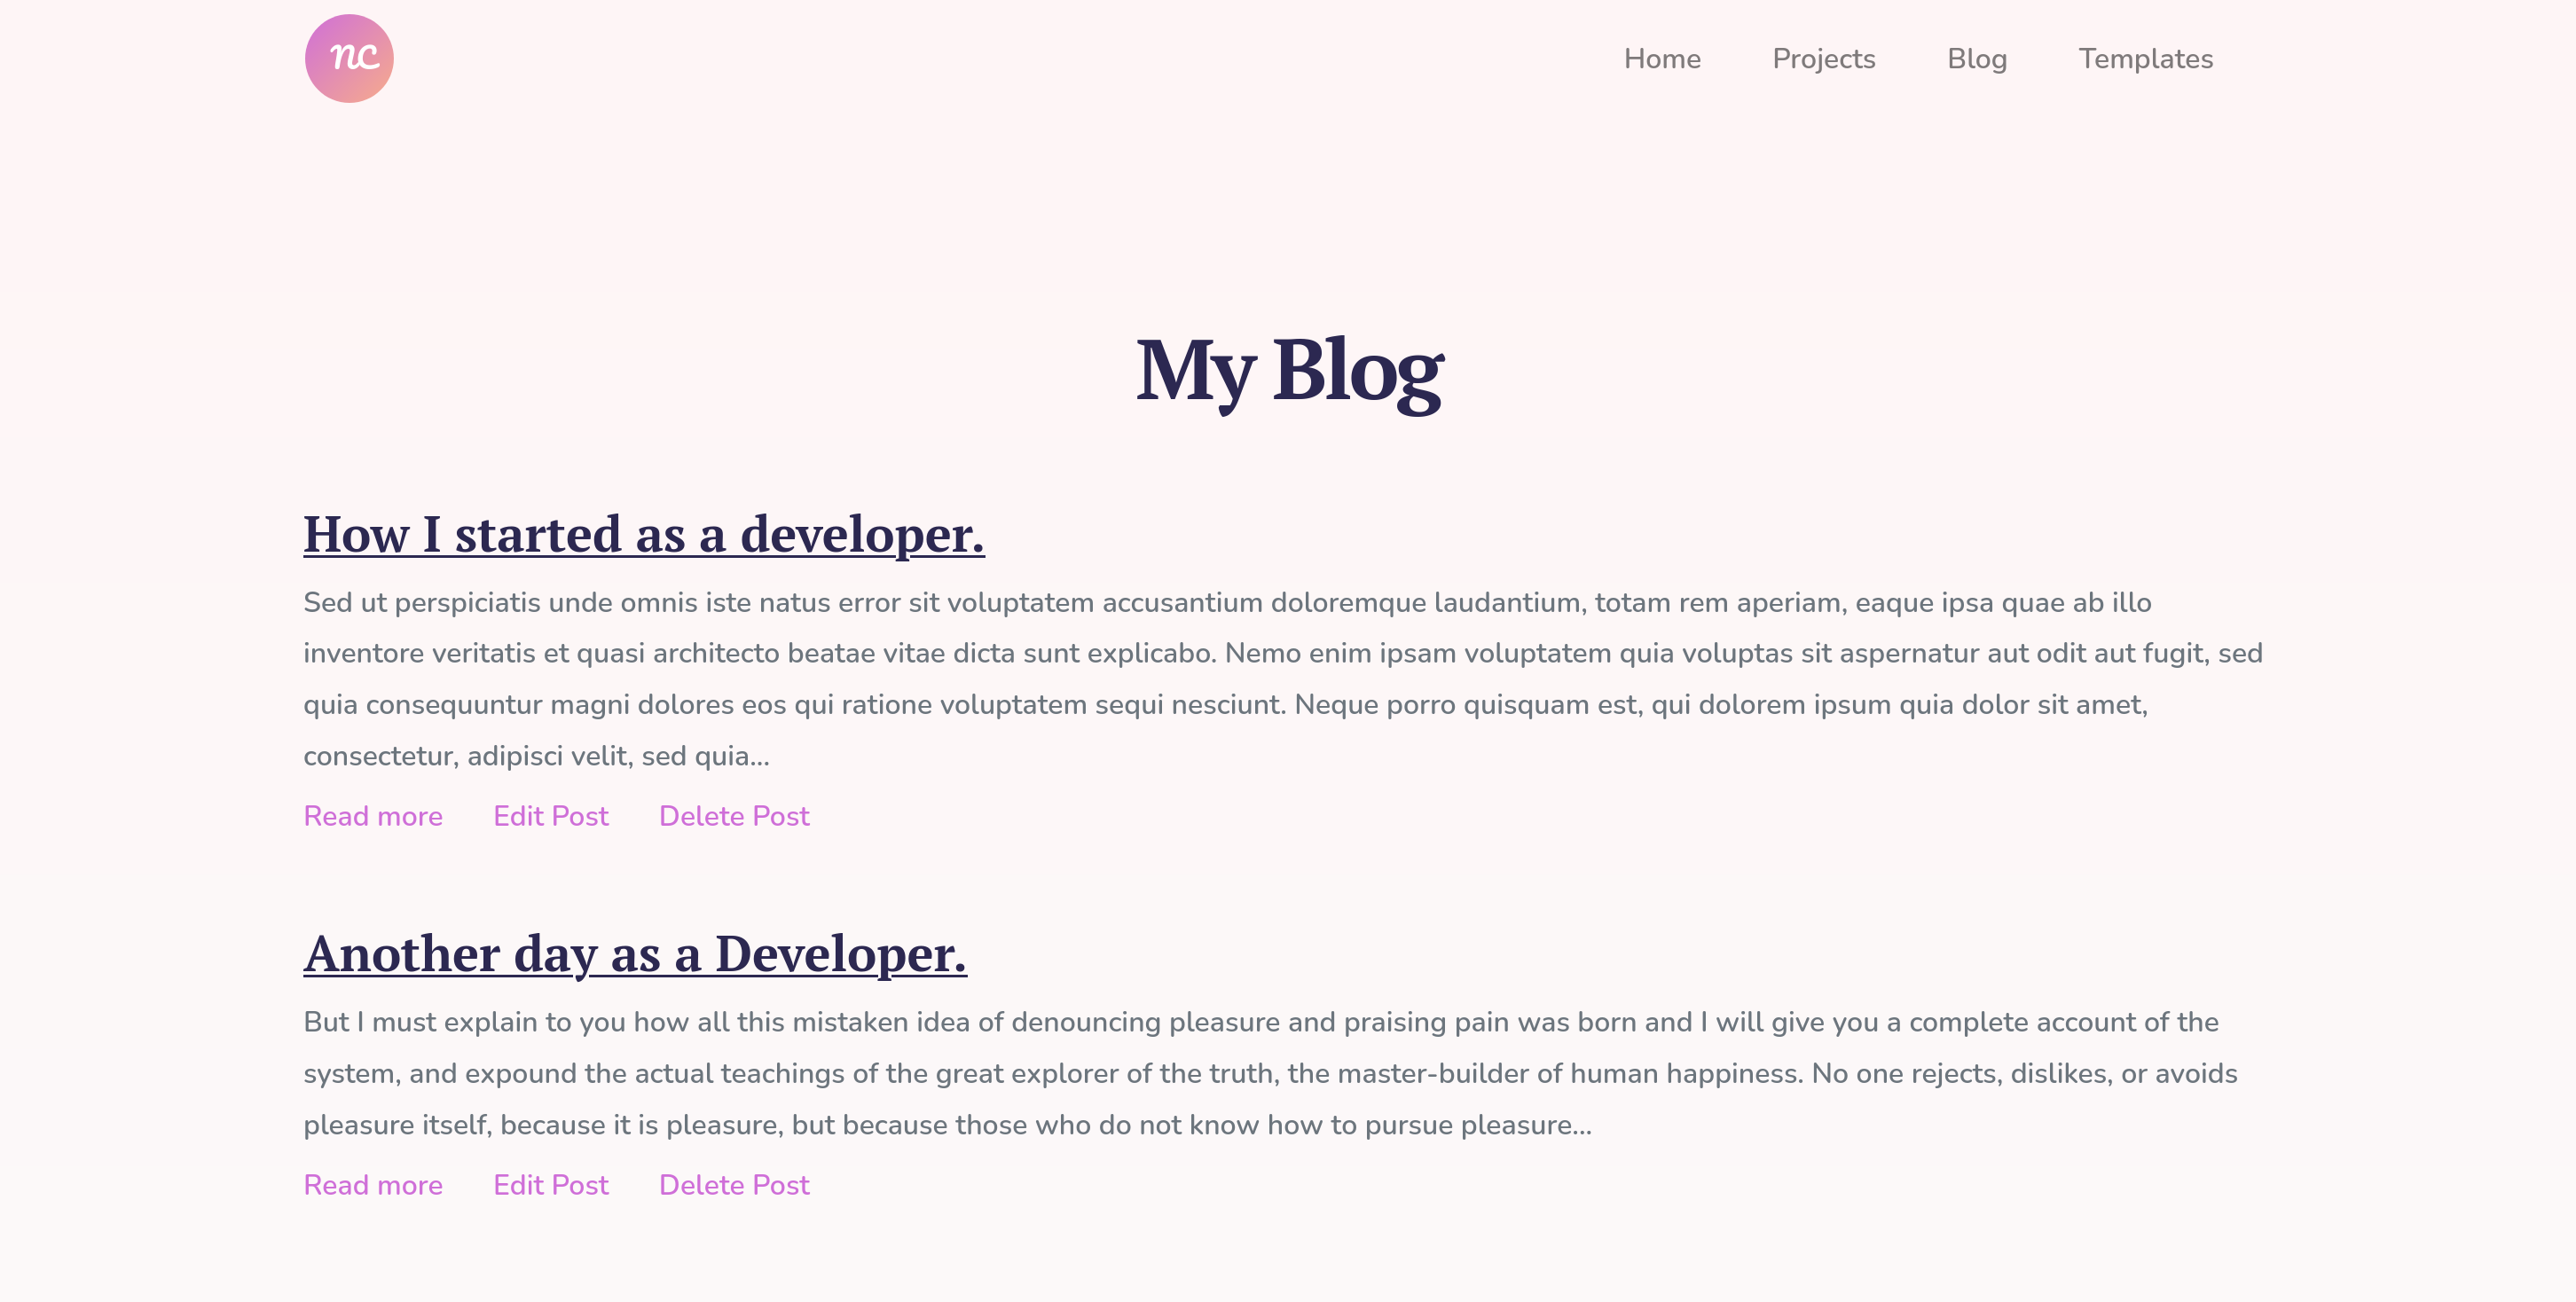 nc
Home Projects Blog Templates
My Blog
How I started as a developer.
Sed ut perspiciatis unde omnis iste natus error sit voluptatem accusantium doloremque laudantium, totam rem aperiam, eaque ipsa quae ab illo
inventore veritatis et quasi architecto beatae vitae dicta sunt explicabo. Nemo enim ipsam voluptatem quia voluptas sit aspernatur aut odit aut fugit, sed
quia consequuntur magni dolores eos qui ratione voluptatem sequi nesciunt. Neque porro quisquam est, qui dolorem ipsum quia dolor sit amet,
consectetur, adipisci velit, sed quia...
Read more Edit Post Delete Post
Another day as a Developer.
But I must explain to you how all this mistaken idea of denouncing pleasure and praising pain was born and I will give you a complete account of the
system, and expound the actual teachings of the great explorer of the truth, the master-builder of human happiness. No one rejects, dislikes, or avoids
pleasure itself, because it is pleasure, but because those who do not know how to pursue pleasure...
Read more Edit Post Delete Post